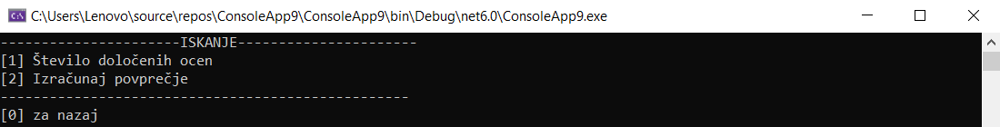 C:\Users\Lenovo\source\repos\ConsoleApp9\ConsoleApp9\bin\Debug\net6.0\ConsoleApp9.exe
----------------------ISKANJE----------------------
[1] Število določenih ocen
[2] Izračunaj povprečje
--------------------------------------------------
[0] za nazaj